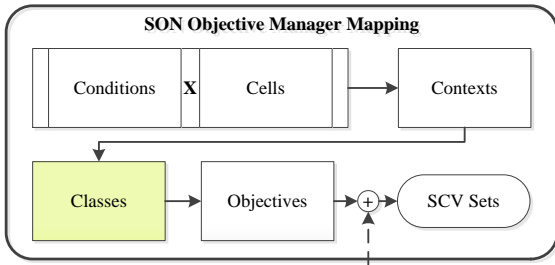 SON Objective Manager Mapping
Conditions X Cells Contexts
Classes Objectives + SCV Sets